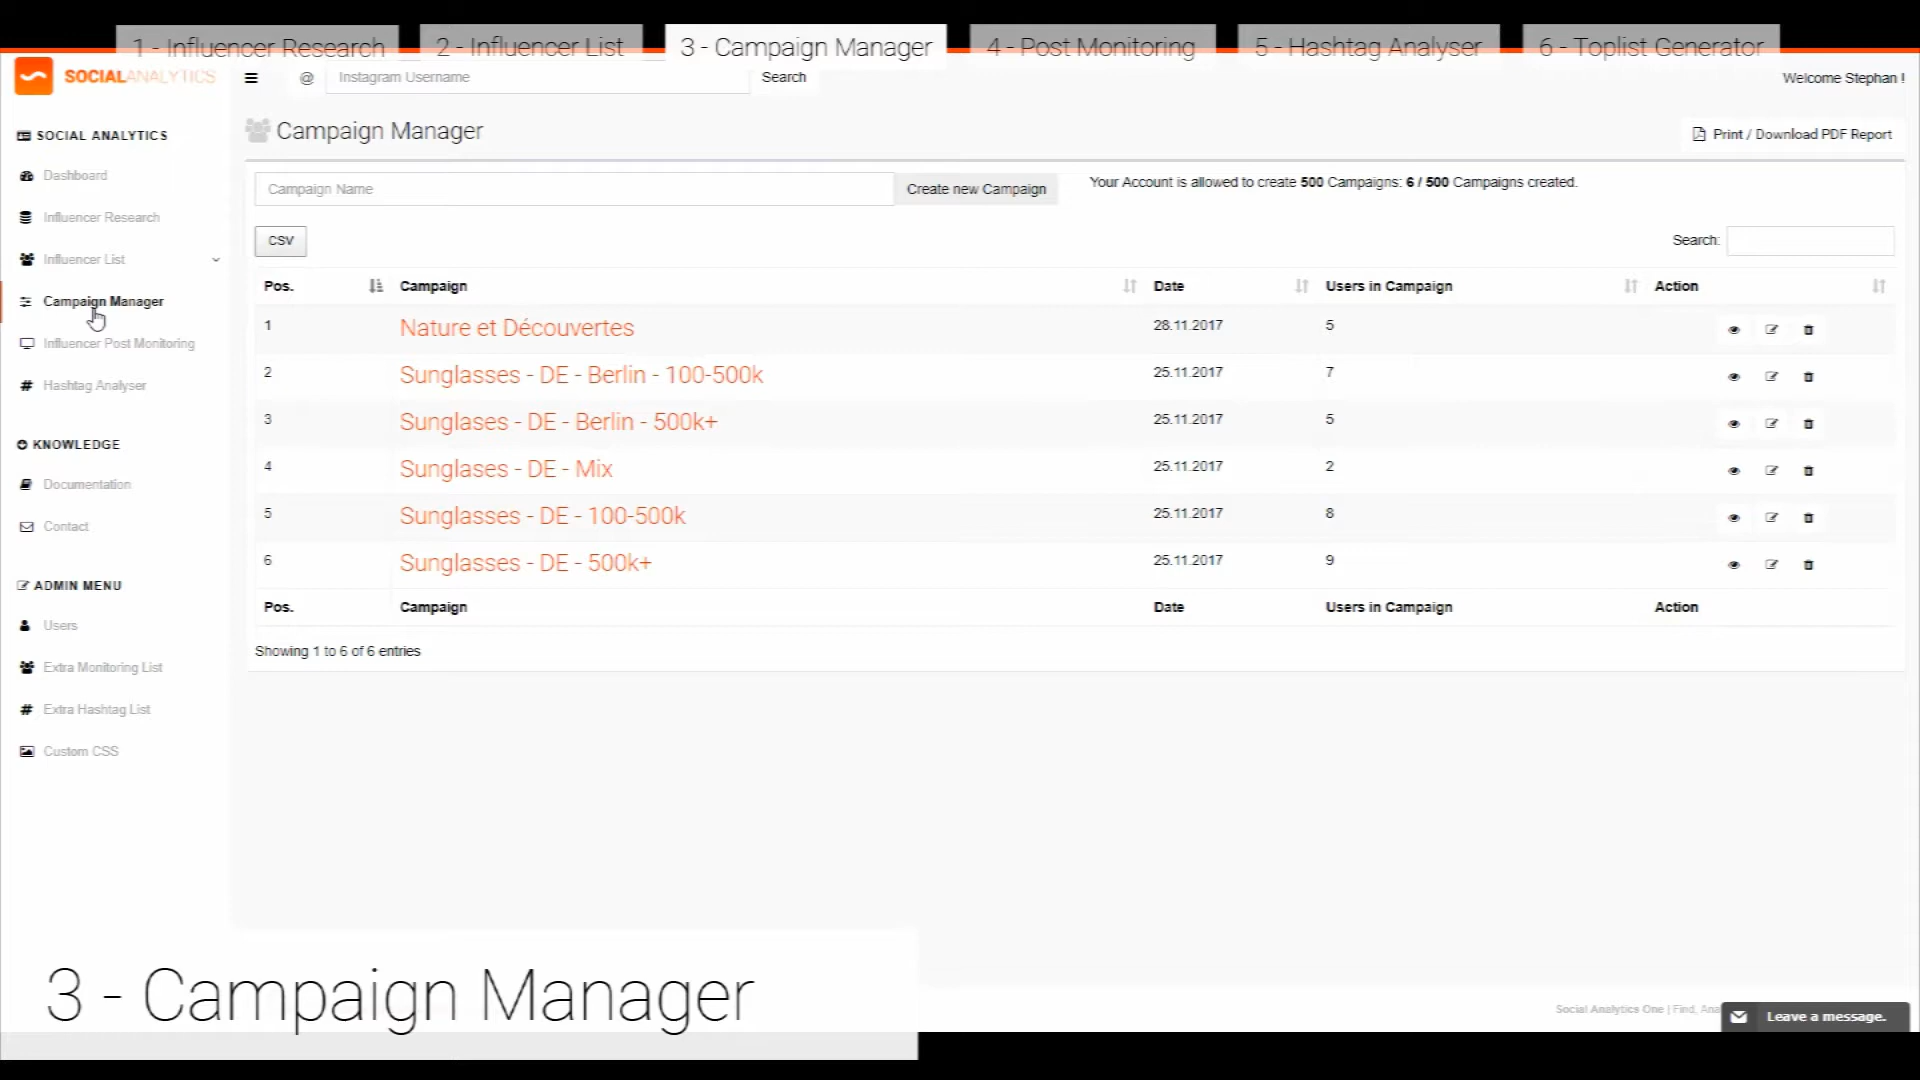 1 - Influencer Research 2 - Influencer List 3 - Campaign Manager 4 - Post Monitoring 5 - Hashtag Analyser 6 - Toplist Generator
SOCIALANALYTICS @ Instagram Username Search Welcome Stephan !
SOCIAL ANALYTICS
Dashboard
Influencer Research
Influencer List
Campaign Manager
Influencer Post Monitoring
Hashtag Analyser
KNOWLEDGE
Documentation
Contact
ADMIN MENU
Users
Extra Monitoring List
Extra Hashtag List
Custom CSS
Campaign Manager Print / Download PDF Report
Campaign Name Create new Campaign Your Account is allowed to create 500 Campaigns: 6 / 500 Campaigns created.
CSV Search:
Pos. Campaign Date Users in Campaign Action
1 Nature et Découvertes 28.11.2017 5
2 Sunglasses - DE - Berlin - 100-500k 25.11.2017 7
3 Sunglases - DE - Berlin - 500k+ 25.11.2017 5
4 Sunglases - DE - Mix 25.11.2017 2
5 Sunglasses - DE - 100-500k 25.11.2017 8
6 Sunglasses - DE - 500k+ 25.11.2017 9
Pos. Campaign Date Users in Campaign Action
Showing 1 to 6 of 6 entries
3 - Campaign Manager
Social Analytics One | Find, Ana
Leave a message.